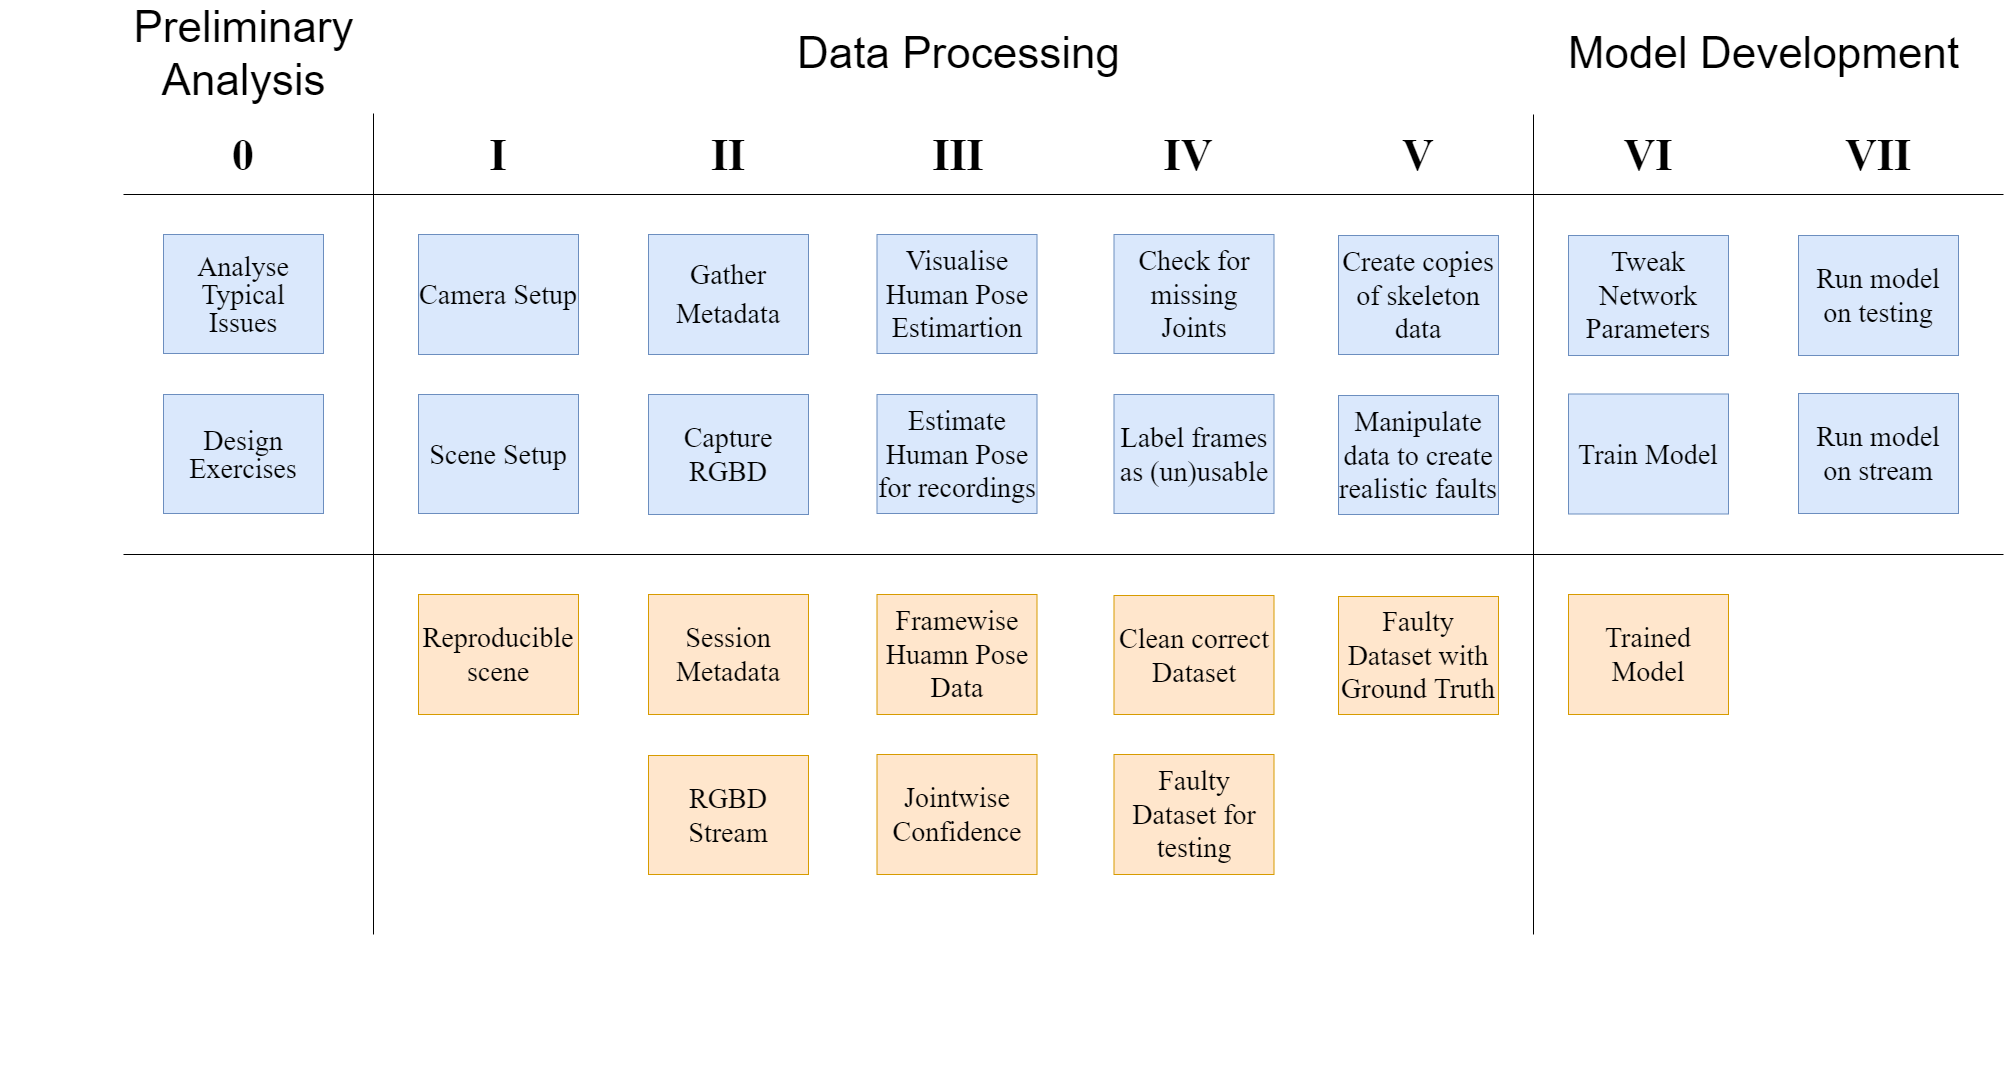 Preliminary
Analysis
Data Processing
Model Development
0
I
II
III
IV
V
VI
VII
Analyse
Typical
Issues
Camera Setup
Gather
Metadata
Visualise
Human Pose
Estimartion
Check for
missing
Joints
Create copies
of skeleton
data
Tweak
Network
Parameters
Run model
on testing
Design
Exercises
Scene Setup
Capture
RGBD
Estimate
Human Pose
for recordings
Label frames
as (un)usable
Manipulate
data to create
realistic faults
Train Model
Run model
on stream
Reproducible
scene
Session
Metadata
Framewise
Huamn Pose
Data
Clean correct
Dataset
Faulty
Dataset with
Ground Truth
Trained
Model
RGBD
Stream
Jointwise
Confidence
Faulty
Dataset for
testing